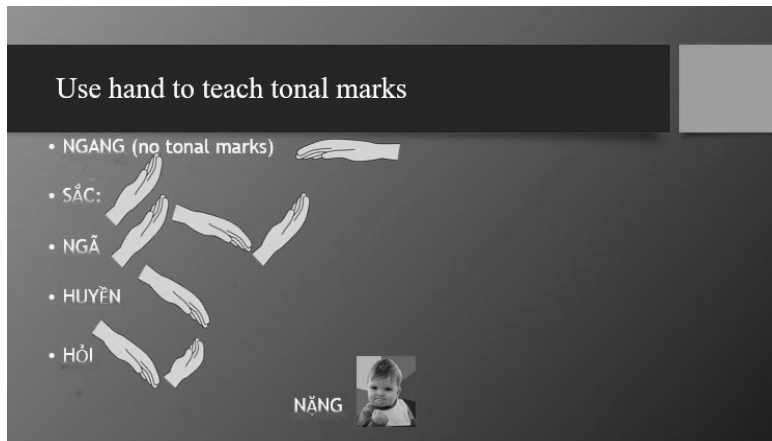 Use hand to teach tonal marks
• NGANG (no tonal marks)
• SẮC:
• NGÃ
• HUYỀN
• HỎI
NẶNG